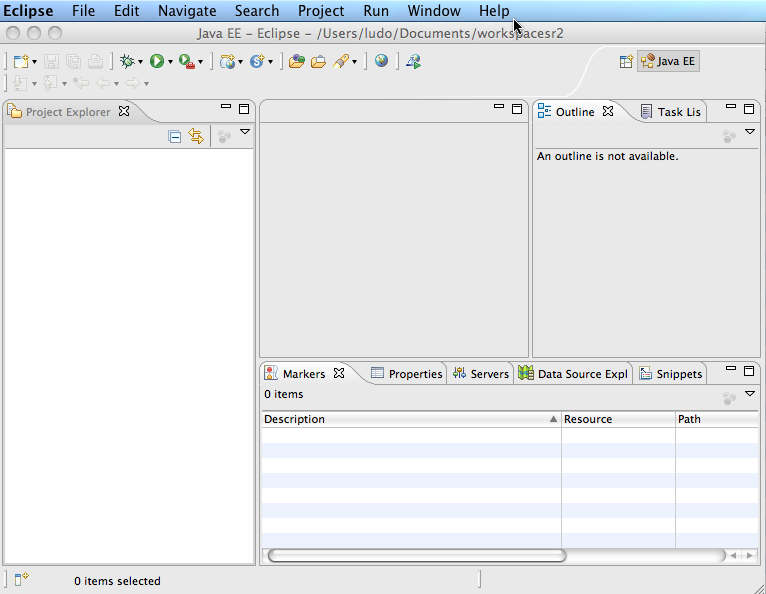 Eclipse File Edit Navigate Search Project Run Window Help
Java EE – Eclipse – /Users/ludo/Documents/workspacesr2
Java EE
Project Explorer
Outline Task Lis
An outline is not available.
Markers Properties Servers Data Source Expl Snippets
0 items
Description Resource Path
0 items selected